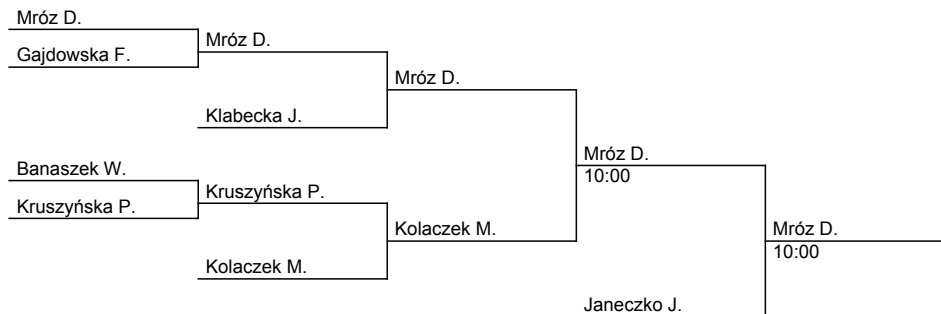 Mróz D.
Gajdowska F.
Mróz D.
Mróz D.
Klabecka J.
Banaszek W.
Kruszyńska P.
Kruszyńska P.
Kolaczek M.
Kolaczek M.
Mróz D.
10:00
Mróz D.
10:00
Janeczko J.